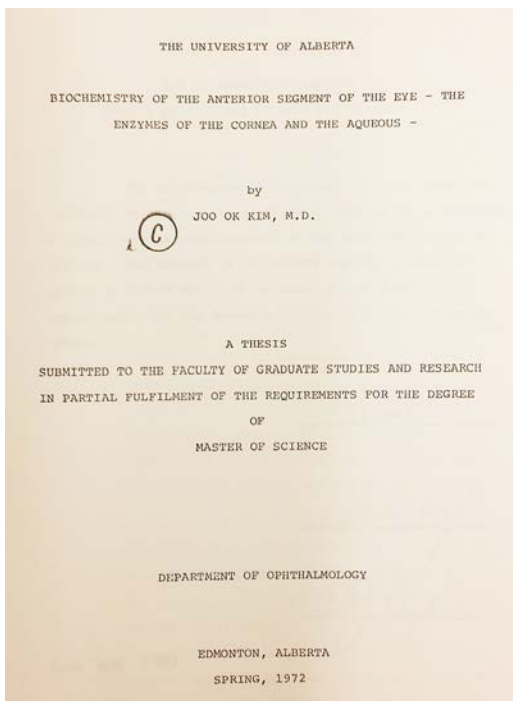 THE UNIVERSITY OF ALBERTA
BIOCHEMISTRY OF THE ANTERIOR SEGMENT OF THE EYE - THE
ENZYMES OF THE CORNEA AND THE AQUEOUS -
by
JOO OK KIM, M.D.
C
A THESIS
SUBMITTED TO THE FACULTY OF GRADUATE STUDIES AND RESEARCH
IN PARTIAL FULFILMENT OF THE REQUIREMENTS FOR THE DEGREE
OF
MASTER OF SCIENCE
DEPARTMENT OF OPHTHALMOLOGY
EDMONTON, ALBERTA
SPRING, 1972